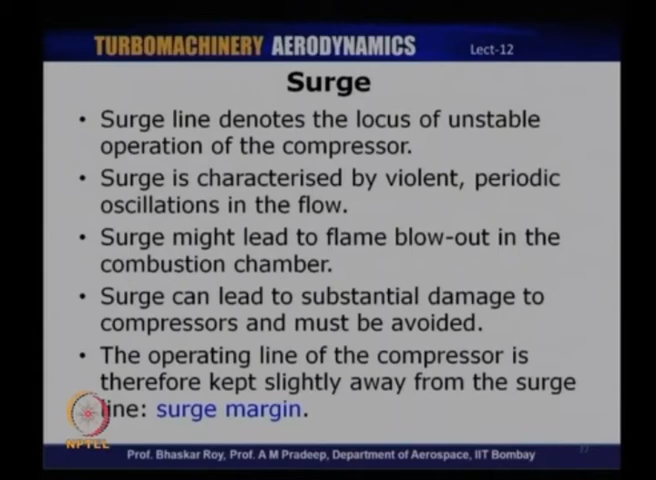 TURBOMACHINERY AERODYNAMICS Lect-12
Surge
• Surge line denotes the locus of unstable
operation of the compressor.
• Surge is characterised by violent, periodic
oscillations in the flow.
• Surge might lead to flame blow-out in the
combustion chamber.
• Surge can lead to substantial damage to
compressors and must be avoided.
• The operating line of the compressor is
therefore kept slightly away from the surge
line: surge margin.
NPTEL
Prof. Bhaskar Roy, Prof. A M Pradeep, Department of Aerospace, IIT Bombay